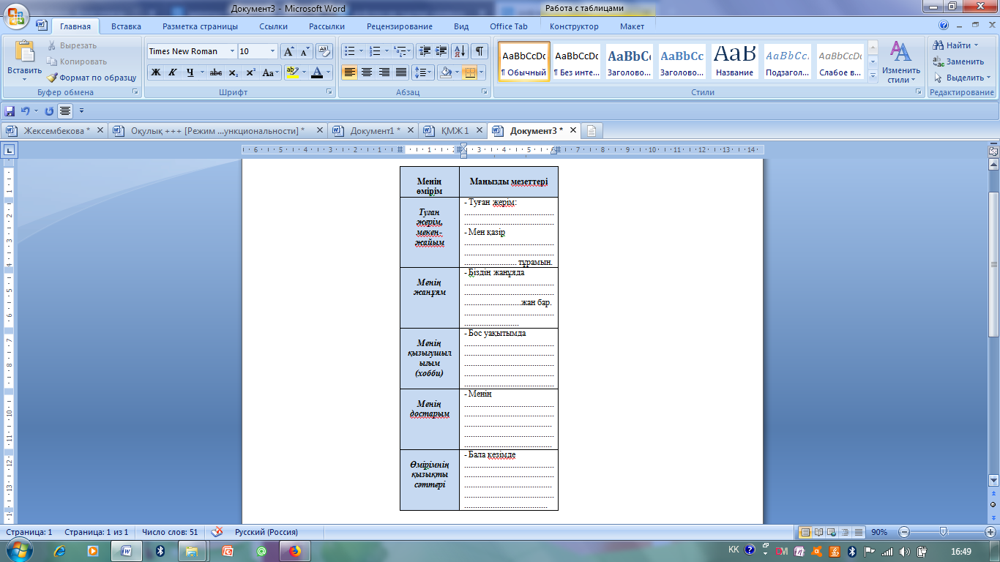 Документ3 - Microsoft Word
Работа с таблицами
Главная Вставка Разметка страницы Ссылки Рассылки Рецензирование Вид Office Tab Конструктор Макет
Вставить
Вырезать
Копировать
Формат по образцу
Буфер обмена
Times New Roman 10
Ж К Ч abc x₂ x² Aa
Шрифт
Абзац
AaBbCcDc AaBbCcDc AaBbCc AaBbCc AaB AaBbCc. AaBbCcDc
¶ Обычный ¶ Без инте... Заголово... Заголово... Название Подзагол... Слабое в...
Изменить стили
Стили
Найти
Заменить
Выделить
Редактирование
Жексембекова * Оқулық +++ [Режим ...ункциональности] * Документ1 * ҚМЖ 1 Документ3 *
Менің
өмірім
Маңызды мезеттері
Туған
жерім,
мекен-
жайым
- Туған жерім:
..........................................
..........................................
- Мен қазір
..........................................
..........................................
......................... тұрамын.
Менің
жанұям
- Біздің жанұяда
..........................................
..........................................
...........................жан бар.
..........................................
..........................
Менің
қызығушыл
ығым
(хобби)
- Бос уақытымда
..........................................
..........................................
..........................................
..........................................
..........................................
Менің
достарым
- Менің
..........................................
..........................................
.........................................
..........................................
.........................................
Өмірімнің
қызықты
сәттері
- Бала кезімде
..........................................
..........................................
.........................................
..........................................
.......................................
Страница: 1 Страница: 1 из 1 Число слов: 51 Русский (Россия) 90%
KK 16:49